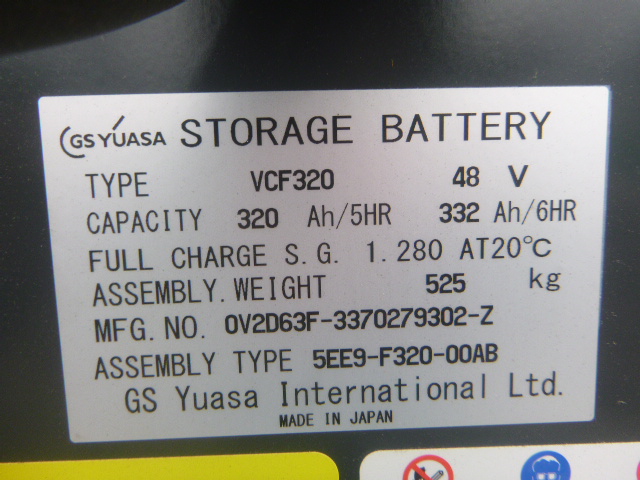 GS YUASA STORAGE BATTERY
TYPE VCF320 48 V
CAPACITY 320 Ah/5HR 332 Ah/6HR
FULL CHARGE S.G. 1.280 AT20℃
ASSEMBLY.WEIGHT 525 kg
MFG.NO. 0V2D63F-3370279302-Z
ASSEMBLY TYPE 5EE9-F320-00AB
GS Yuasa International Ltd.
MADE IN JAPAN